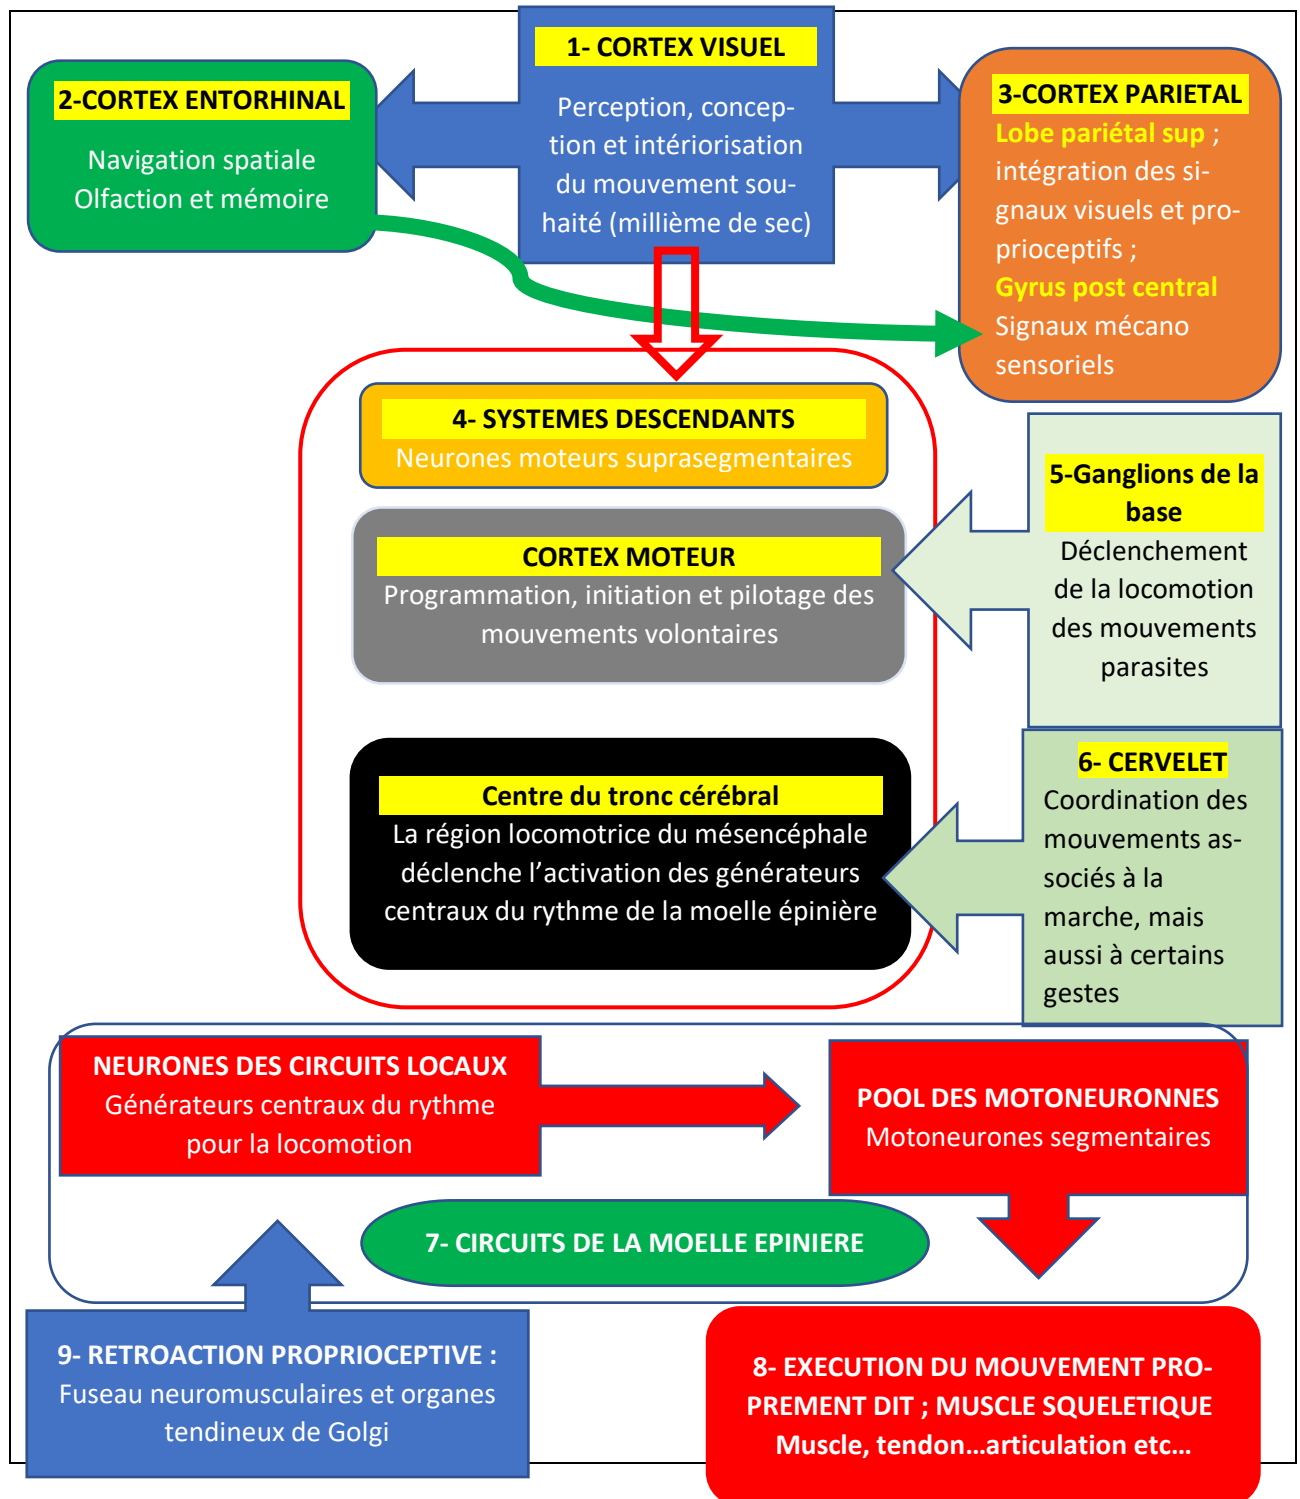 1- CORTEX VISUEL
Perception, concep-
tion et intériorisation
du mouvement sou-
haité (millième de sec)
2-CORTEX ENTORHINAL
Navigation spatiale
Olfaction et mémoire
3-CORTEX PARIETAL
Lobe pariétal sup ;
intégration des si-
gnaux visuels et pro-
prioceptifs ;
Gyrus post central
Signaux mécano
sensoriels
4- SYSTEMES DESCENDANTS
Neurones moteurs suprasegmentaires
CORTEX MOTEUR
Programmation, initiation et pilotage des
mouvements volontaires
5-Ganglions de la
base
Déclenchement
de la locomotion
des mouvements
parasites
Centre du tronc cérébral
La région locomotrice du mésencéphale
déclenche l’activation des générateurs
centraux du rythme de la moelle épinière
6- CERVELET
Coordination des
mouvements as-
sociés à la
marche, mais
aussi à certains
gestes
NEURONES DES CIRCUITS LOCAUX
Générateurs centraux du rythme
pour la locomotion
POOL DES MOTONEURONNES
Motoneurones segmentaires
7- CIRCUITS DE LA MOELLE EPINIERE
9- RETROACTION PROPRIOCEPTIVE :
Fuseau neuromusculaires et organes
tendineux de Golgi
8- EXECUTION DU MOUVEMENT PRO-
PREMENT DIT ; MUSCLE SQUELETIQUE
Muscle, tendon…articulation etc…